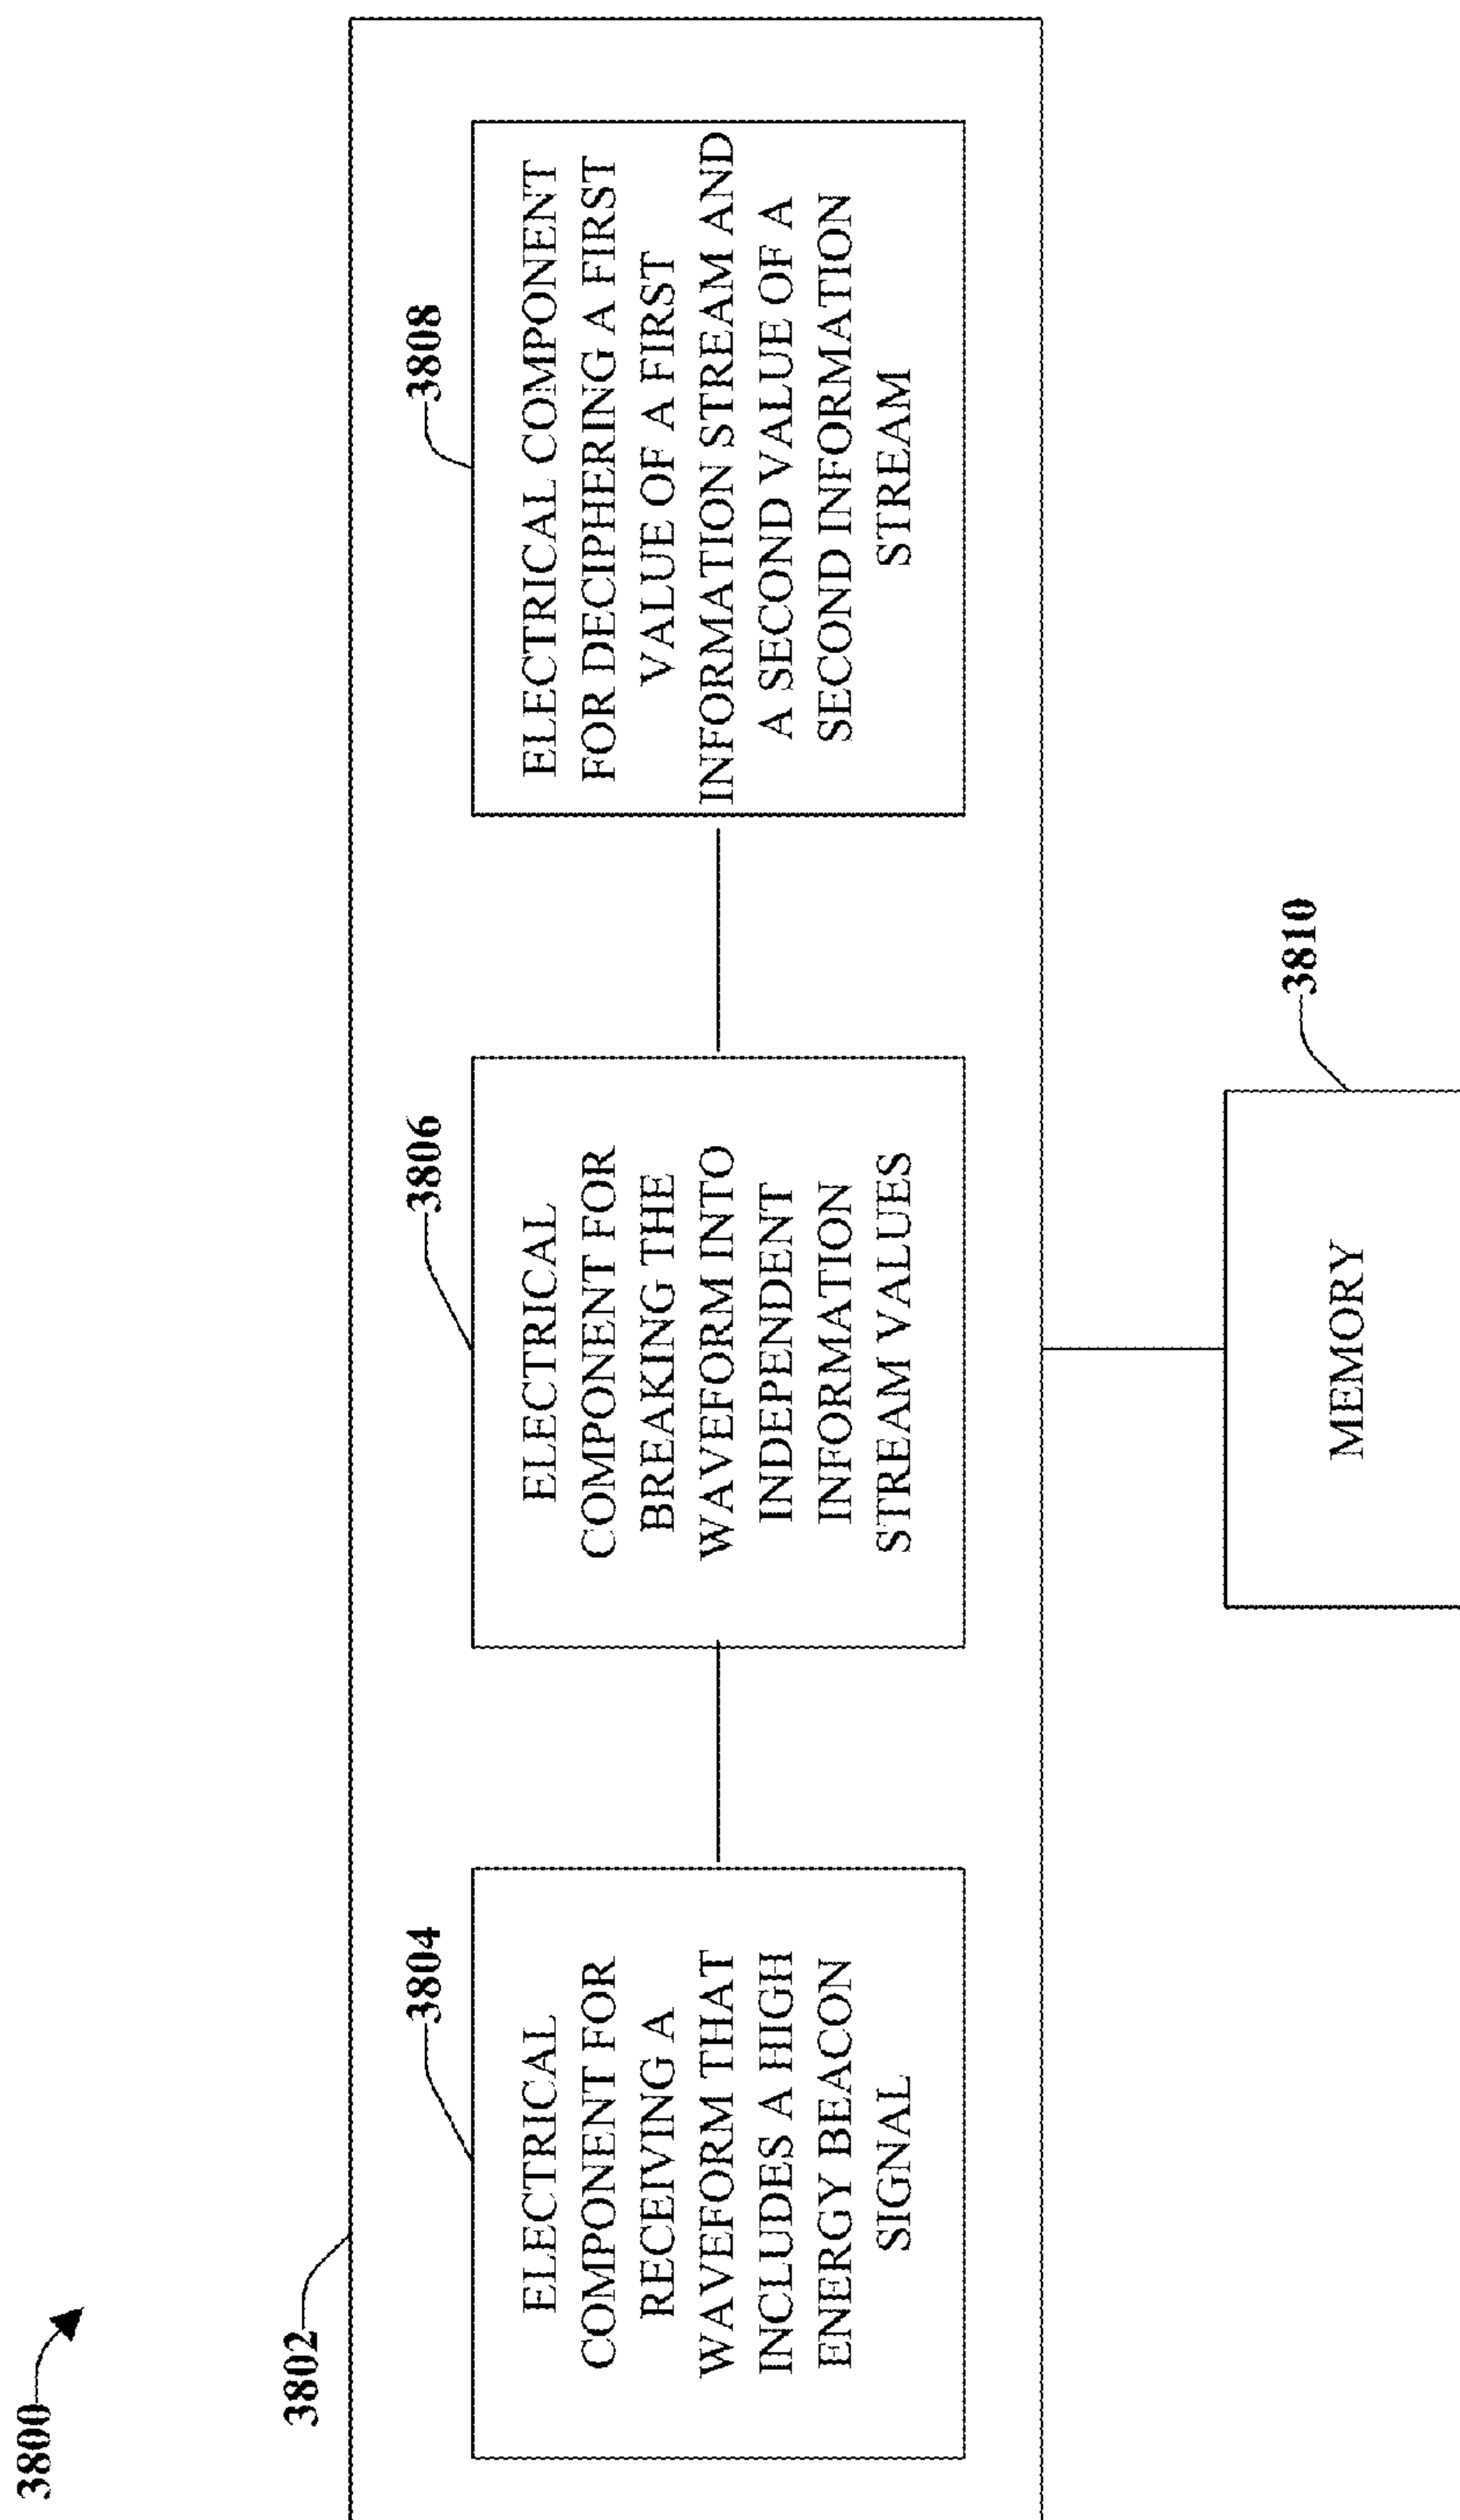 3800
3802
3804
ELECTRICAL
COMPONENT FOR
RECEIVING A
WAVEFORM THAT
INCLUDES A HIGH
ENERGY BEACON
SIGNAL
3806
ELECTRICAL
COMPONENT FOR
BREAKING THE
WAVEFORM INTO
INDEPENDENT
INFORMATION
STREAM VALUES
3808
ELECTRICAL COMPONENT
FOR DECIPHERING A FIRST
VALUE OF A FIRST
INFORMATION STREAM AND
A SECOND VALUE OF A
SECOND INFORMATION
STREAM
3810
MEMORY